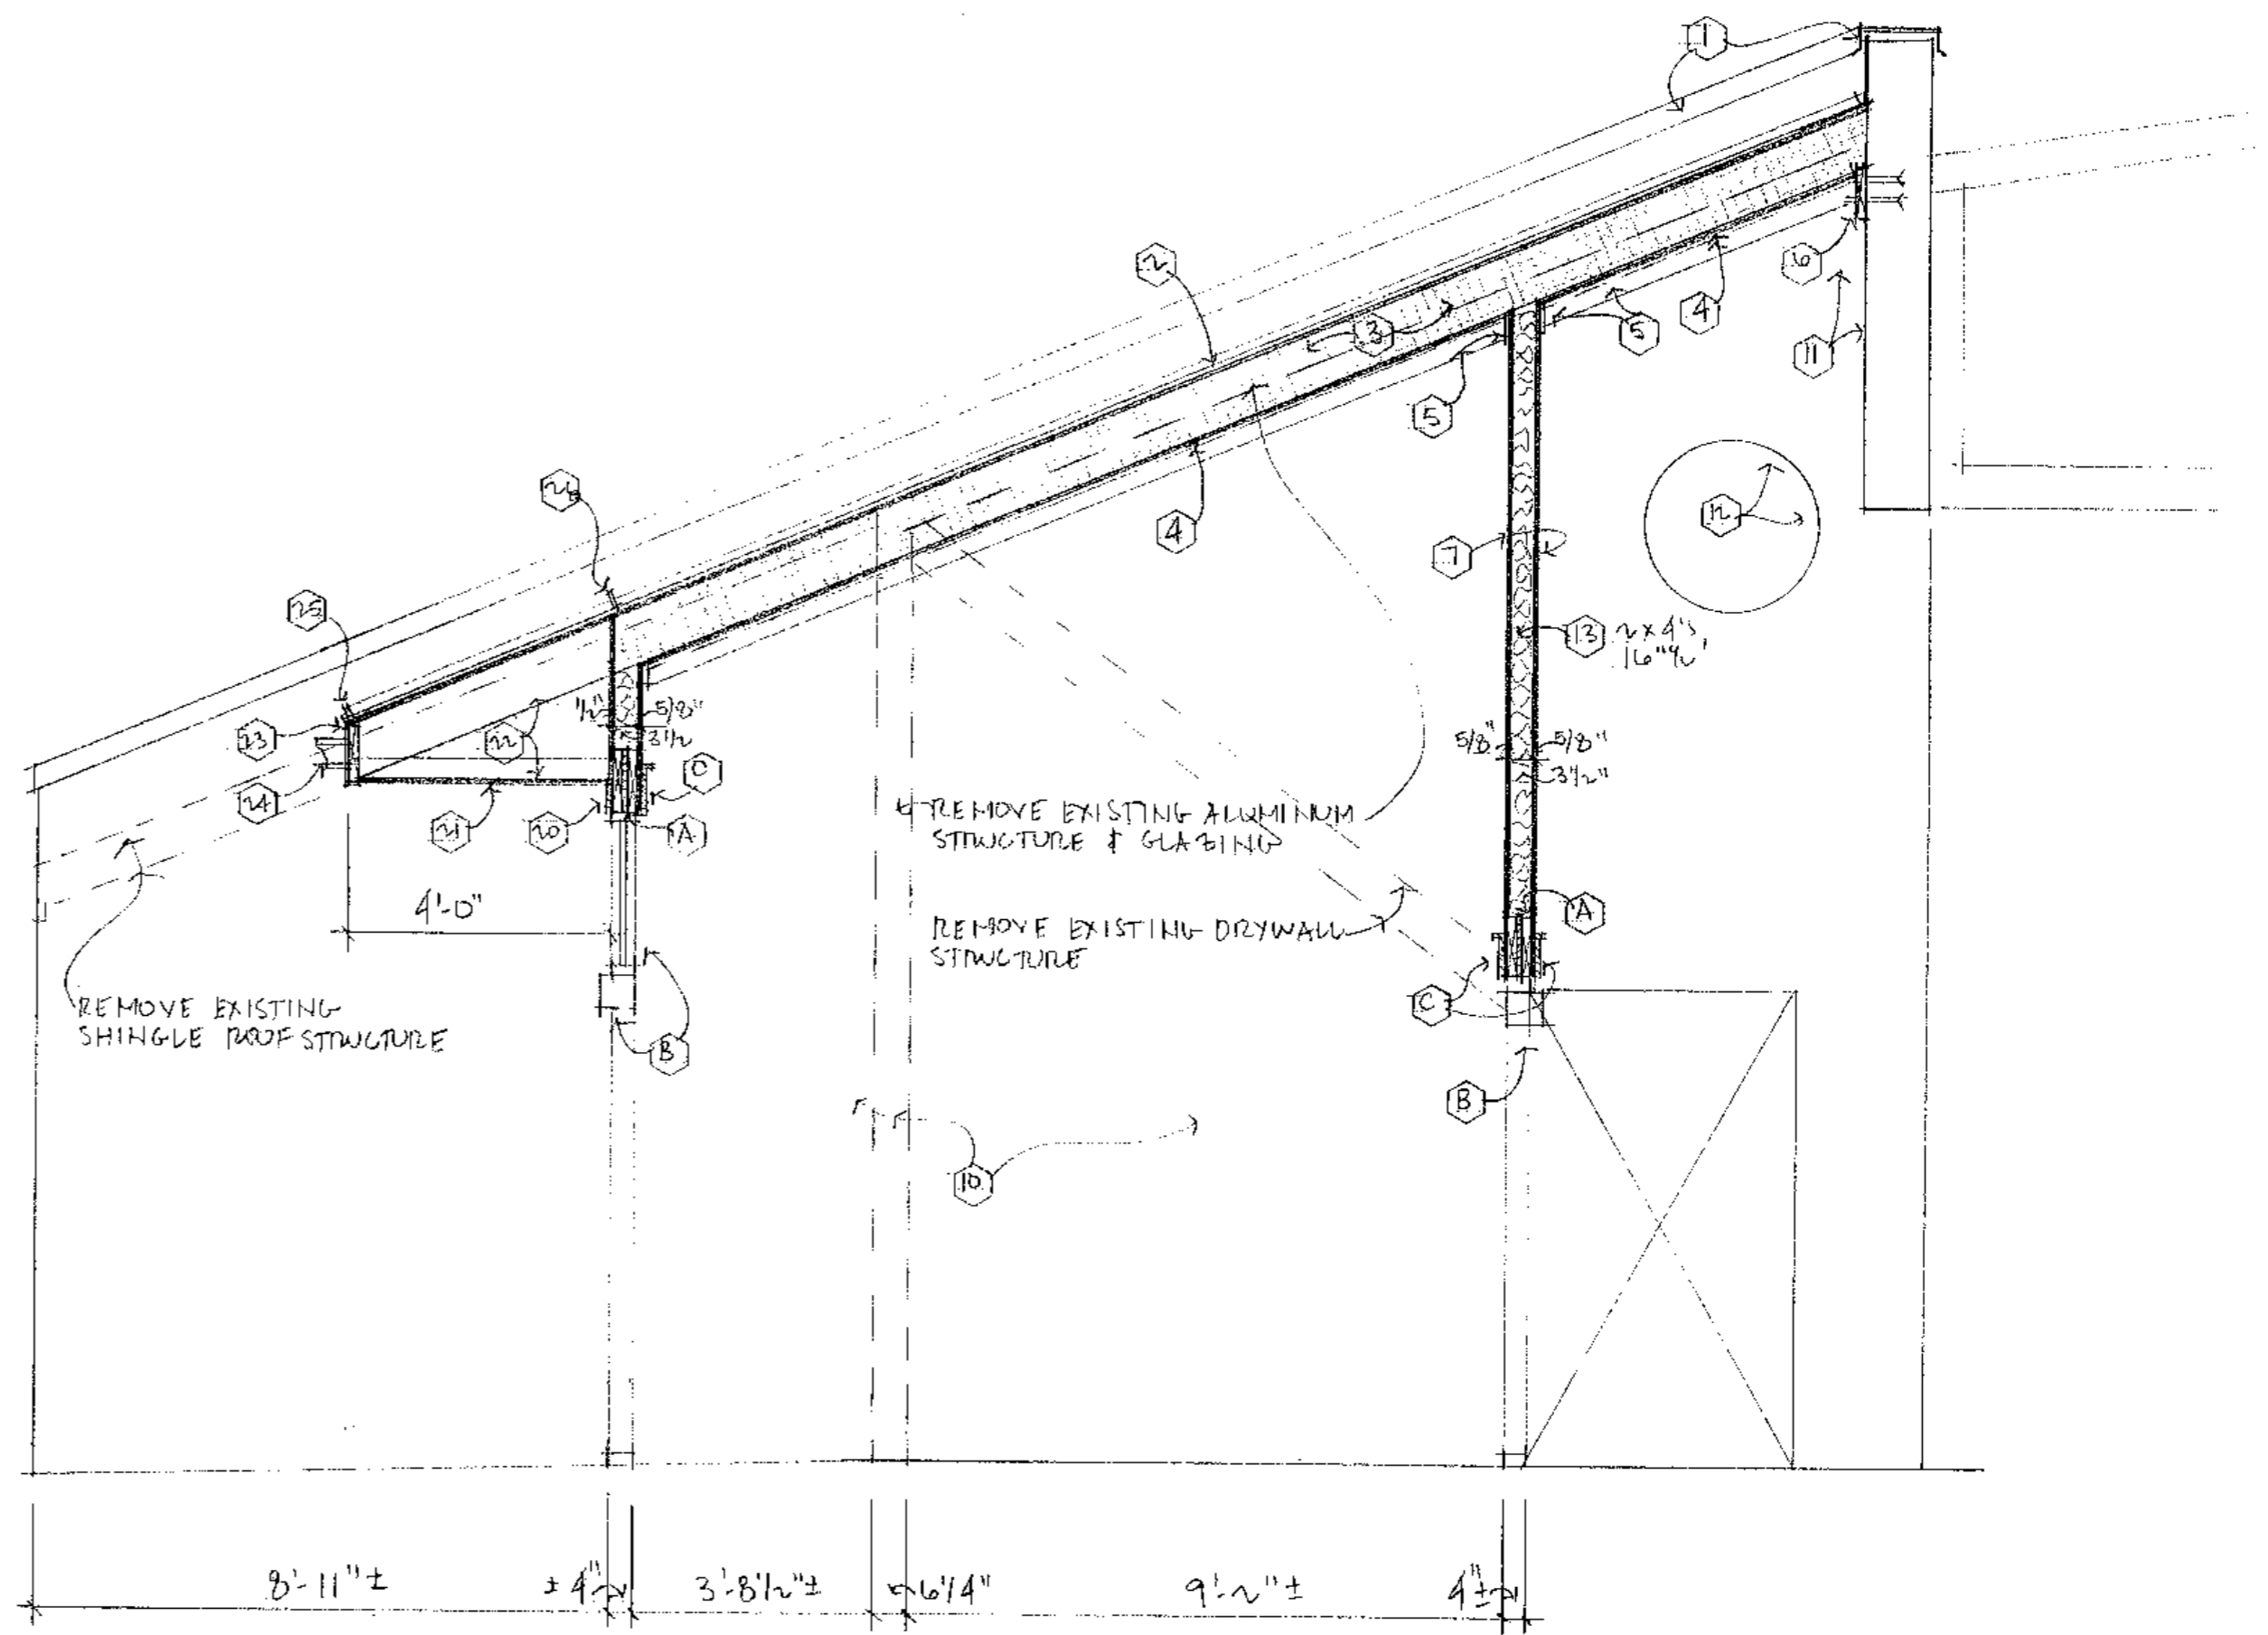 1
2
3
6
4
5
11
5
26
4
12
7
25
13 2x4's,
16" o/c
1/2" 5/8"
3 1/2
23
22
5/8" 5/8"
3 1/2"
C
24
21
20
A
REMOVE EXISTING ALUMINUM
STRUCTURE & GLAZING
4'-0"
A
REMOVE EXISTING DRYWALL
STRUCTURE
C
REMOVE EXISTING
SHINGLE ROOF STRUCTURE
B
B
10
8'-11"± ±4" 3'-8 1/2"± 6 1/4" 9'-2"± 4"±